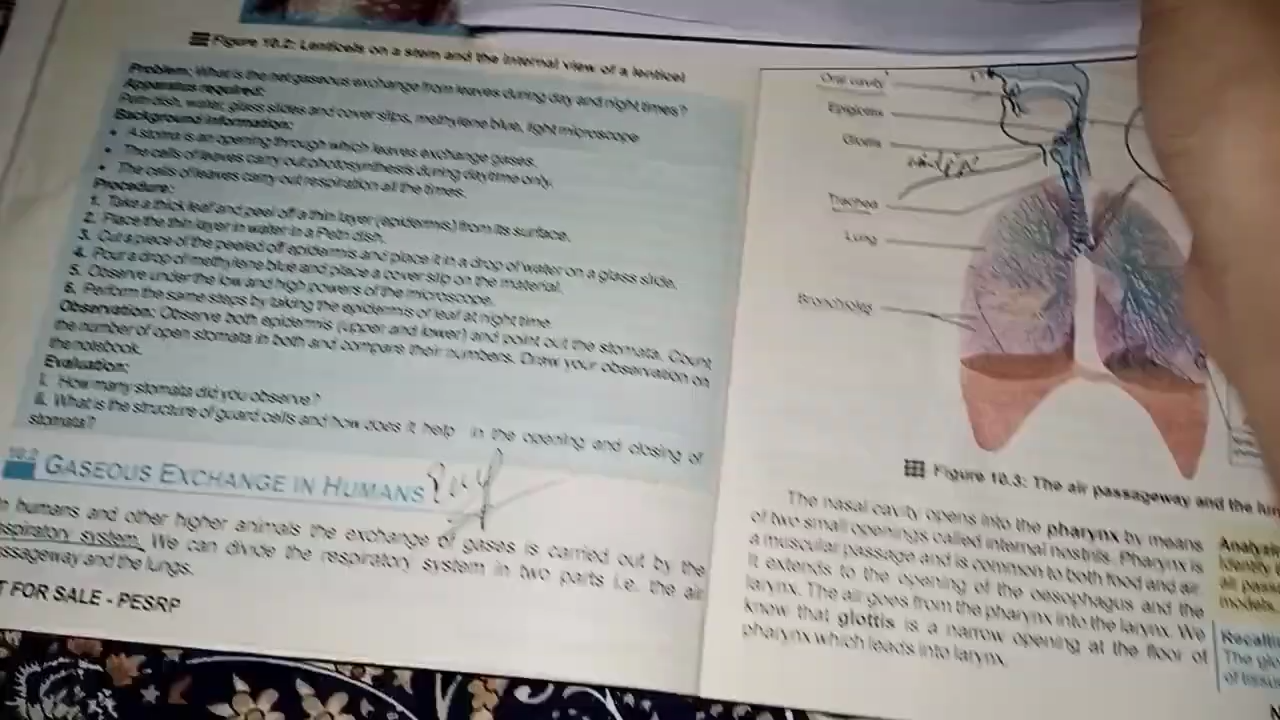 Figure 10.2: Lenticels on a stem and the internal view of a lenticel
Problem: What is the net gaseous exchange from leaves during day and night times?
Apparatus required:
Petri dish, water, glass slides and cover slips, methylene blue, light microscope
Background information:
• A stoma is an opening through which leaves exchange gases.
• The cells of leaves carry out photosynthesis during daytime only.
• The cells of leaves carry out respiration all the times.
Procedure:
1. Take a thick leaf and peel off a thin layer (epidermis) from its surface.
2. Place the thin layer in water in a Petri dish.
3. Cut a piece of the peeled off epidermis and place it in a drop of water on a glass slide.
4. Pour a drop of methylene blue and place a cover slip on the material.
5. Observe under the low and high powers of the microscope.
6. Perform the same steps by taking the epidermis of leaf at night time.
Observation: Observe both epidermis (upper and lower) and point out the stomata. Count
the number of open stomata in both and compare their numbers. Draw your observation on
the notebook.
Evaluation:
i. How many stomata did you observe?
ii. What is the structure of guard cells and how does it help in the opening and closing of
stomata?
10.2 GASEOUS EXCHANGE IN HUMANS
humans and other higher animals the exchange of gases is carried out by the
system. We can divide the respiratory system in two parts i.e. the air
and the lungs.
FOR SALE - PESRP
Oral cavity
Epiglottis
Glottis
Trachea
Lung
Bronchioles
Figure 10.3: The air passageway and the
The nasal cavity opens into the pharynx by means
of two small openings called internal nostrils. Pharynx is
a muscular passage and is common to both food and air.
It extends to the opening of the oesophagus and the
larynx. The air goes from the pharynx into the larynx. We
know that glottis is a narrow opening at the floor of
pharynx which leads into larynx.
Identify
models.
The